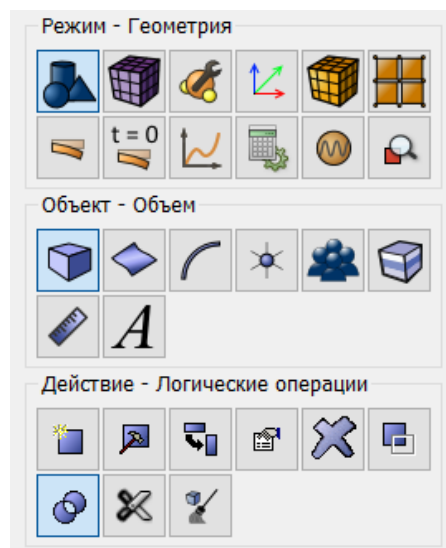 Режим - Геометрия
t = 0
Объект - Объем
A
Действие - Логические операции